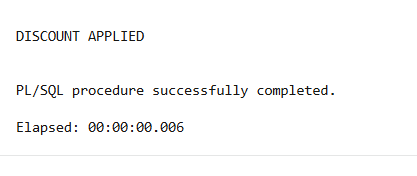 DISCOUNT APPLIED
PL/SQL procedure successfully completed.
Elapsed: 00:00:00.006